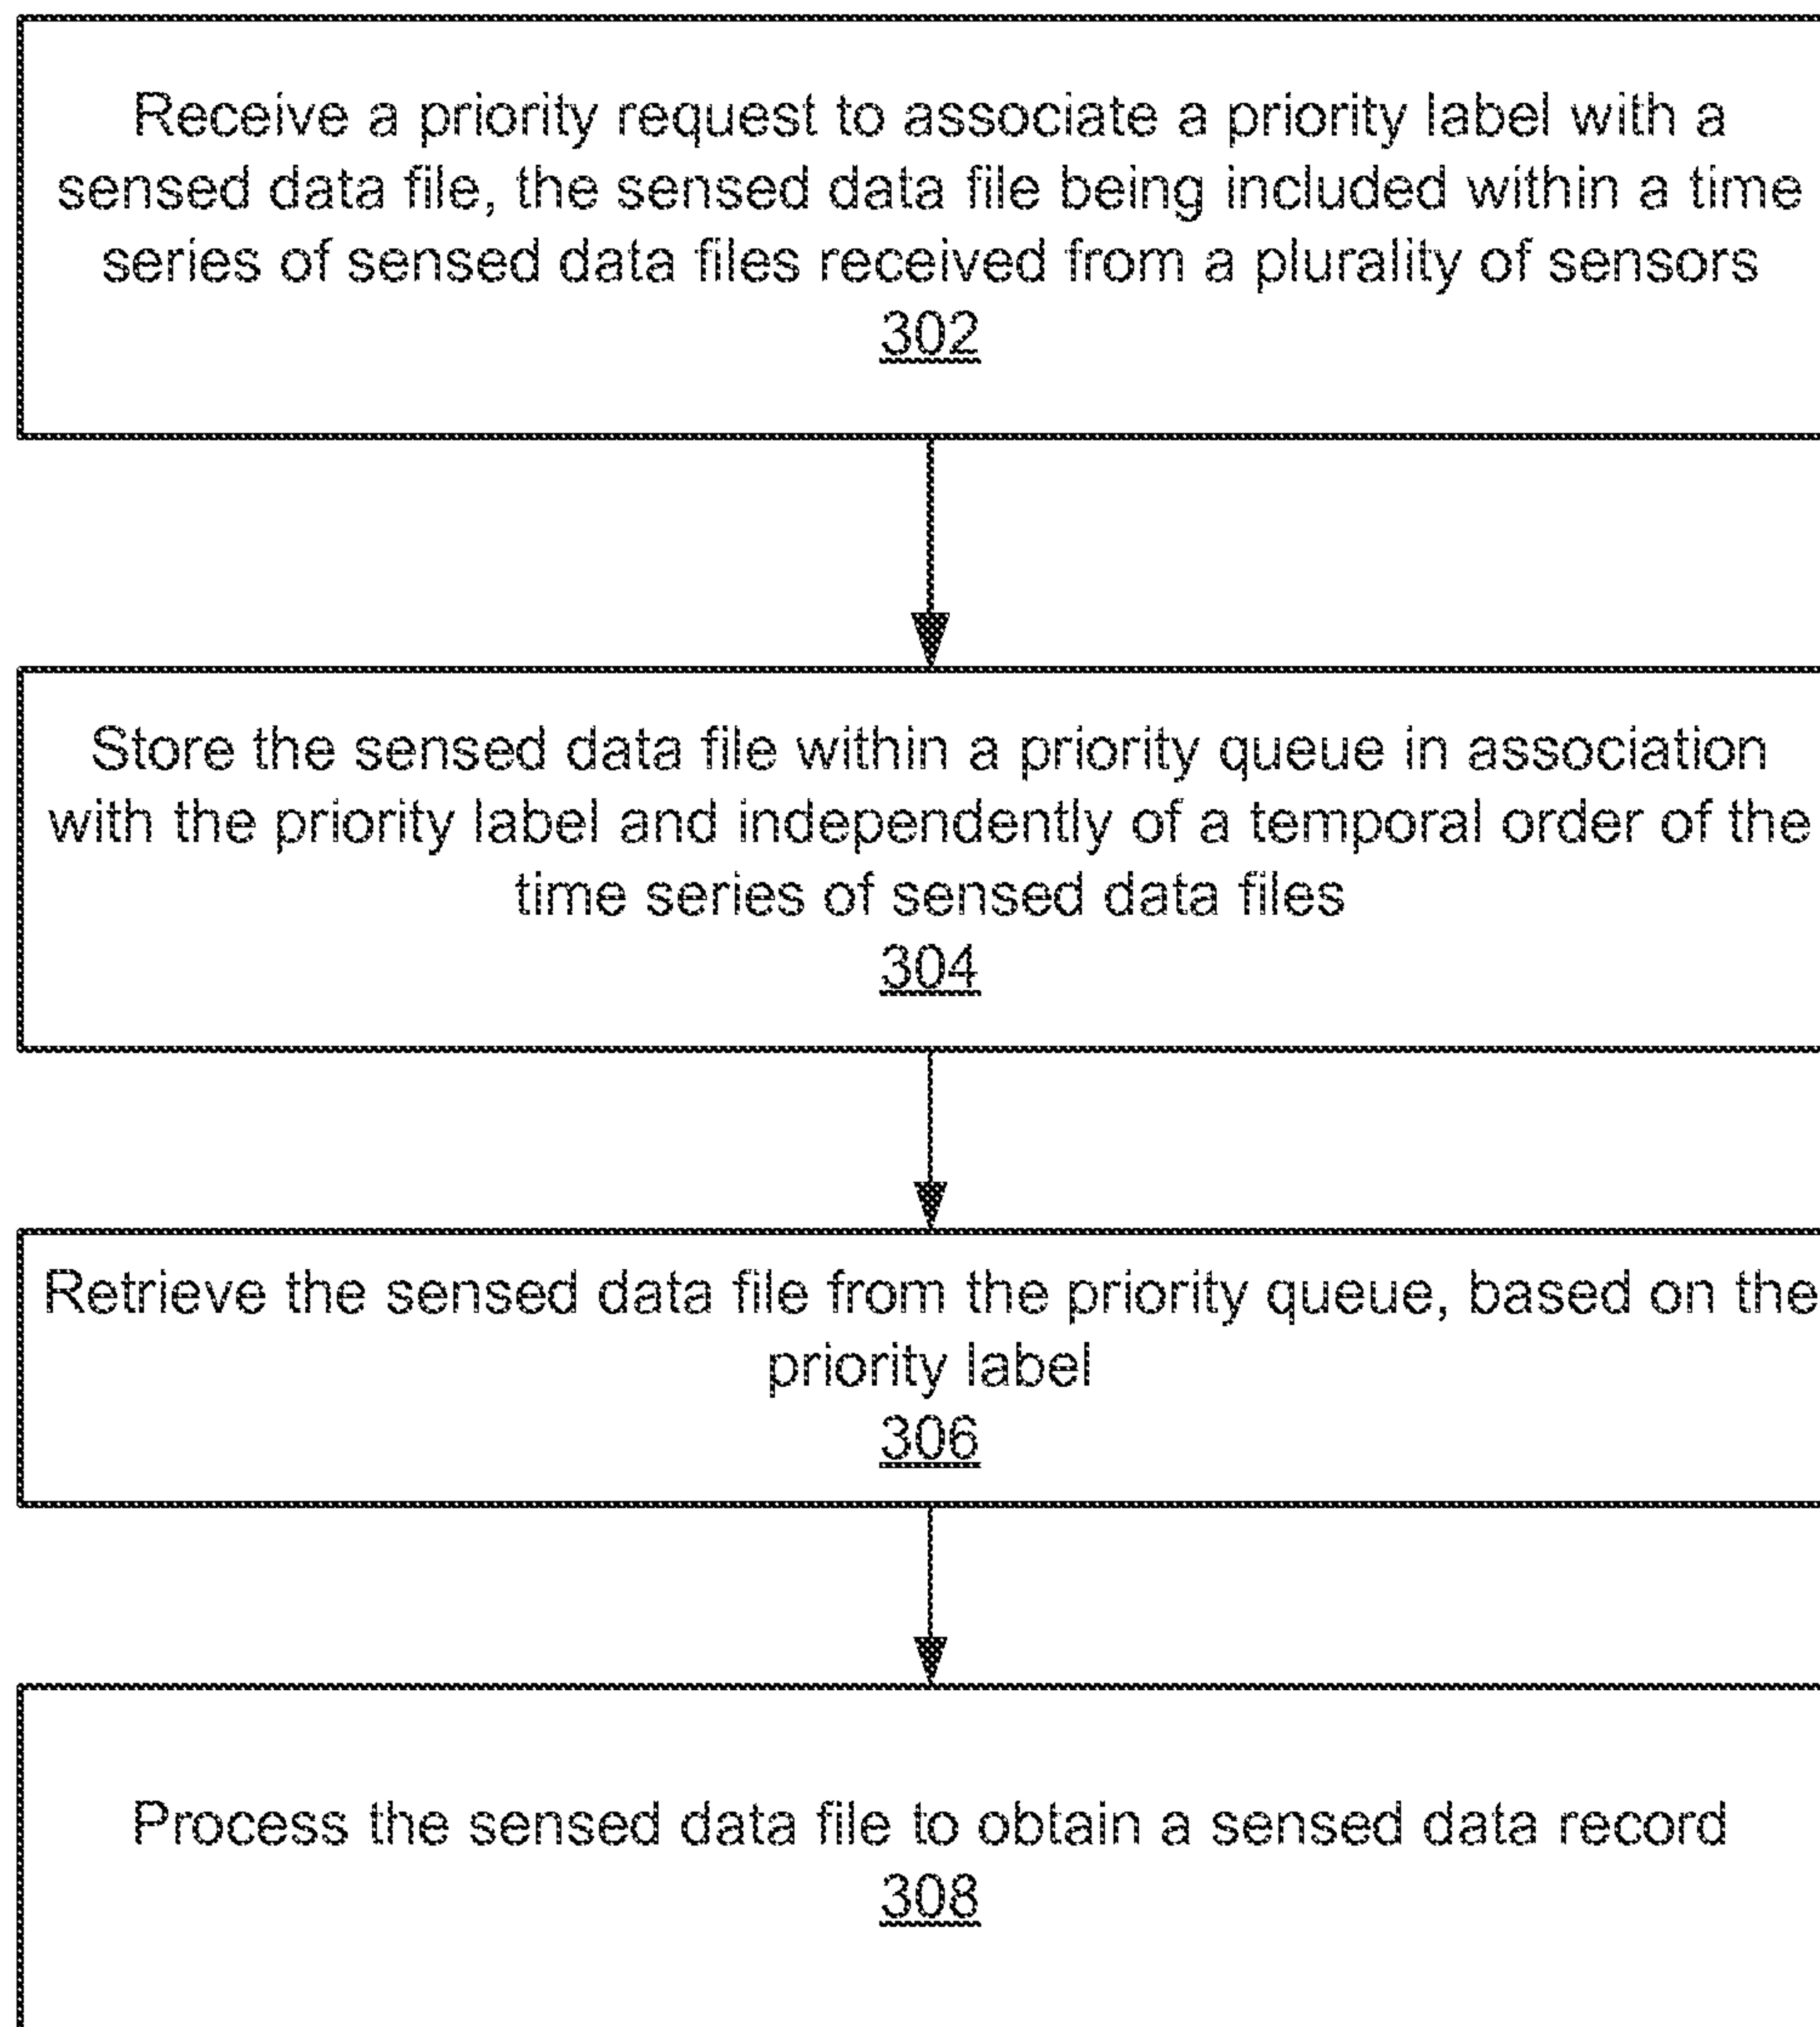 Receive a priority request to associate a priority label with a
sensed data file, the sensed data file being included within a time
series of sensed data files received from a plurality of sensors
302
Store the sensed data file within a priority queue in association
with the priority label and independently of a temporal order of the
time series of sensed data files
304
Retrieve the sensed data file from the priority queue, based on the
priority label
306
Process the sensed data file to obtain a sensed data record
308